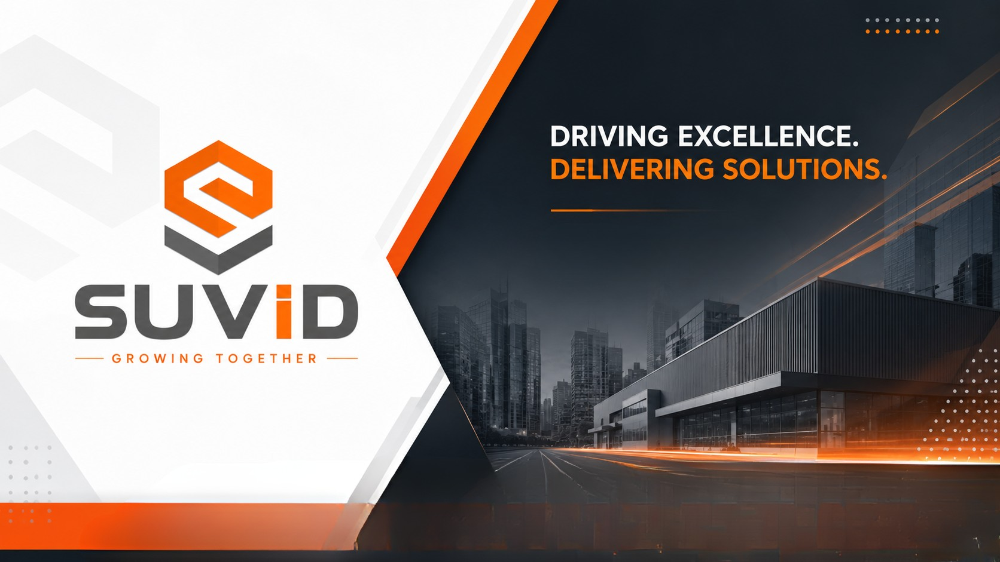 SUViD
GROWING TOGETHER
DRIVING EXCELLENCE.
DELIVERING SOLUTIONS.